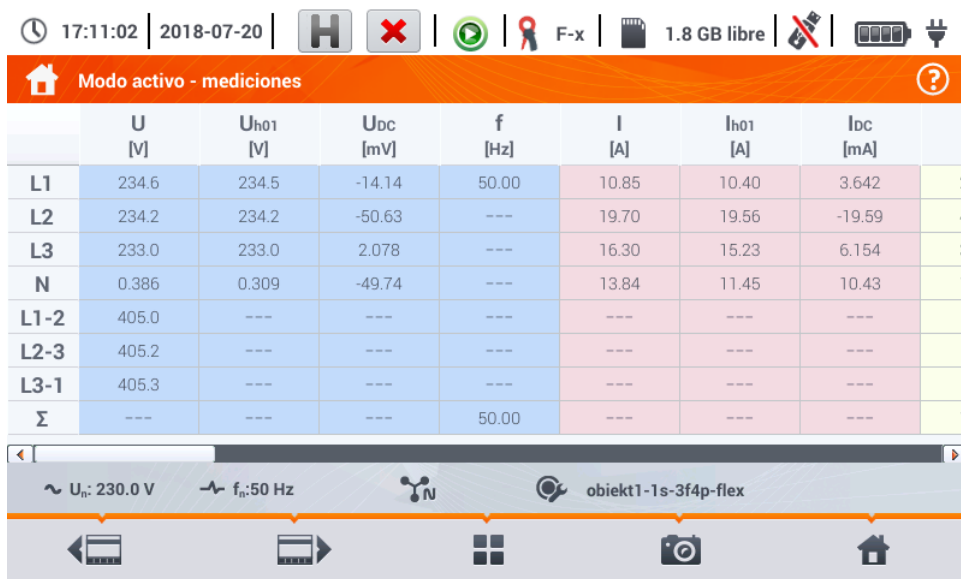 17:11:02 2018-07-20 H F-x 1.8 GB libre
Modo activo - mediciones ?
U Uh01 UDC f I Ih01 IDC
[V] [V] [mV] [Hz] [A] [A] [mA]
L1 234.6 234.5 -14.14 50.00 10.85 10.40 3.642
L2 234.2 234.2 -50.63 --- 19.70 19.56 -19.59
L3 233.0 233.0 2.078 --- 16.30 15.23 6.154
N 0.386 0.309 -49.74 --- 13.84 11.45 10.43
L1-2 405.0 --- --- --- --- --- ---
L2-3 405.2 --- --- --- --- --- ---
L3-1 405.3 --- --- --- --- --- ---
Σ --- --- --- 50.00 --- --- ---
Un: 230.0 V fn:50 Hz N obiekt1-1s-3f4p-flex